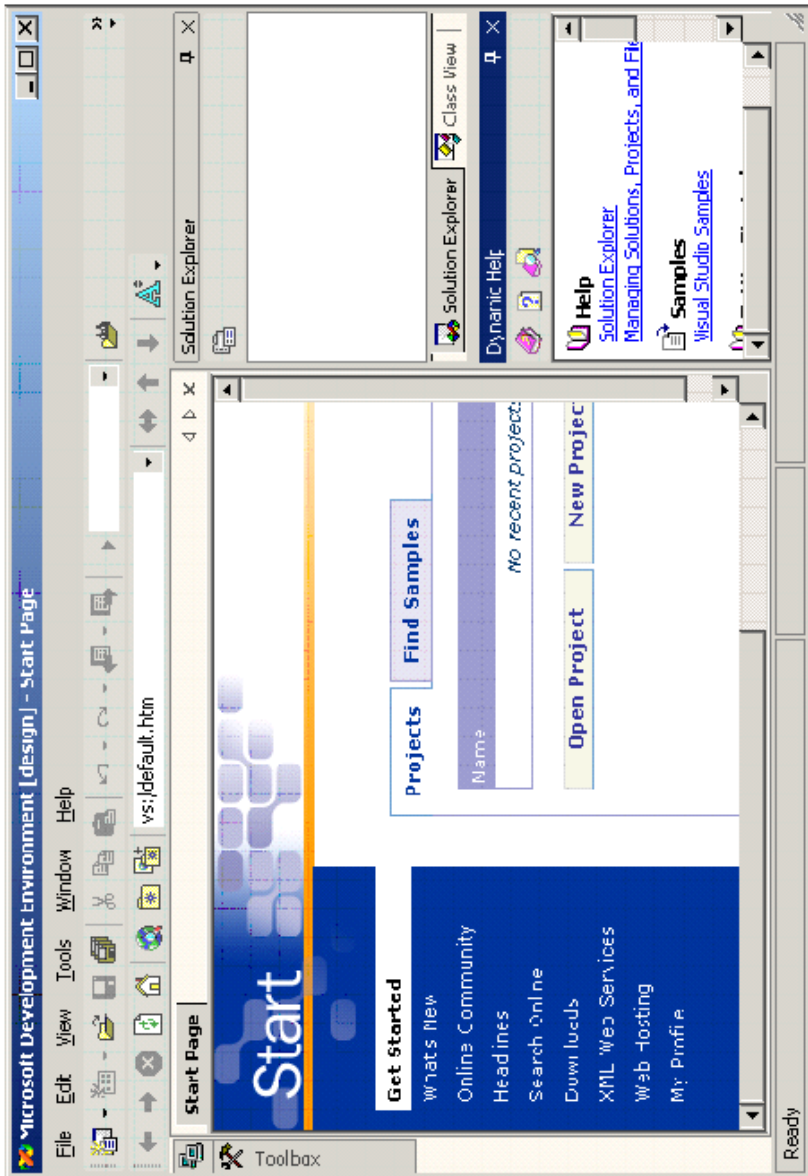 Microsoft Development Environment [design] - Start Page
File Edit View Tools Window Help
vs:/default.htm
Start Page
Toolbox
Start
Get Started
What's New
Online Community
Headlines
Search Online
Downloads
XML Web Services
Web Hosting
My Profile
Projects
Find Samples
Name
No recent projects
Open Project
New Projec
Solution Explorer
Solution Explorer
Class View
Dynamic Help
Help
Solution Explorer
Managing Solutions, Projects, and File
Samples
Visual Studio Samples
Ready